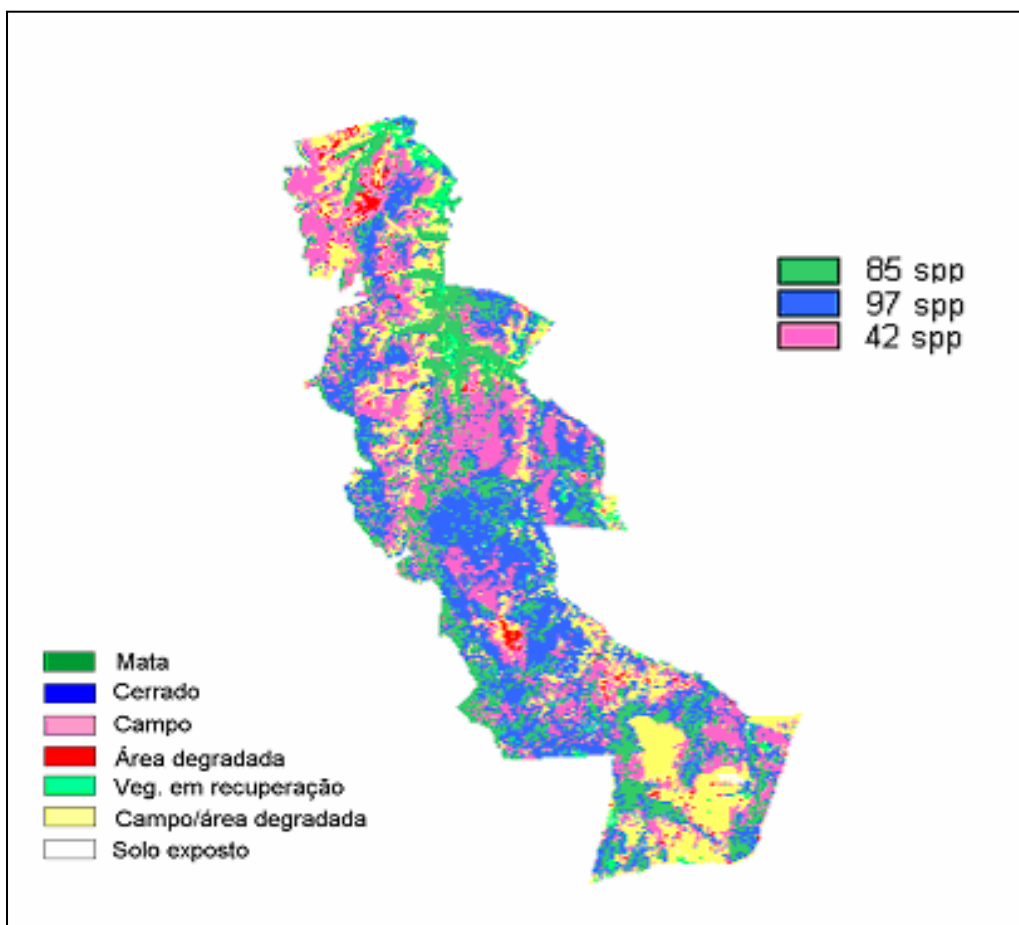 85 spp
97 spp
42 spp
Mata
Cerrado
Campo
Área degradada
Veg. em recuperação
Campo/área degradada
Solo exposto